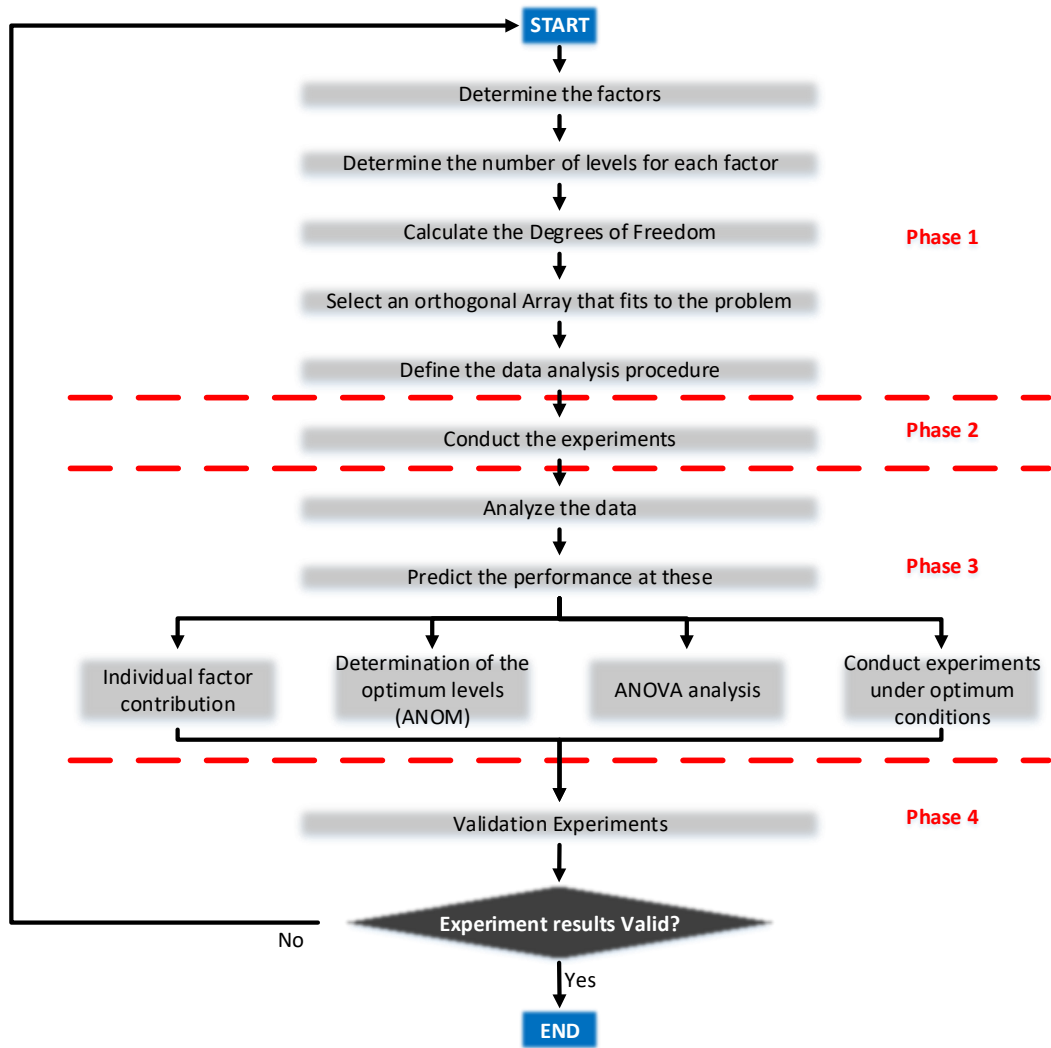 START
Determine the factors
Determine the number of levels for each factor
Calculate the Degrees of Freedom
Phase 1
Select an orthogonal Array that fits to the problem
Define the data analysis procedure
Conduct the experiments
Phase 2
Analyze the data
Predict the performance at these
Phase 3
Individual factor
contribution
Determination of the
optimum levels
(ANOM)
ANOVA analysis
Conduct experiments
under optimum
conditions
Validation Experiments
Phase 4
Experiment results Valid?
No
Yes
END